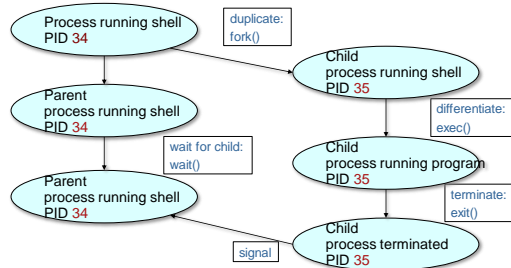 Process running shell
PID 34
duplicate:
fork()
Child
process running shell
PID 35
Parent
process running shell
PID 34
differentiate:
exec()
wait for child:
wait()
Child
process running program
PID 35
Parent
process running shell
PID 34
terminate:
exit()
Child
process terminated
PID 35
signal